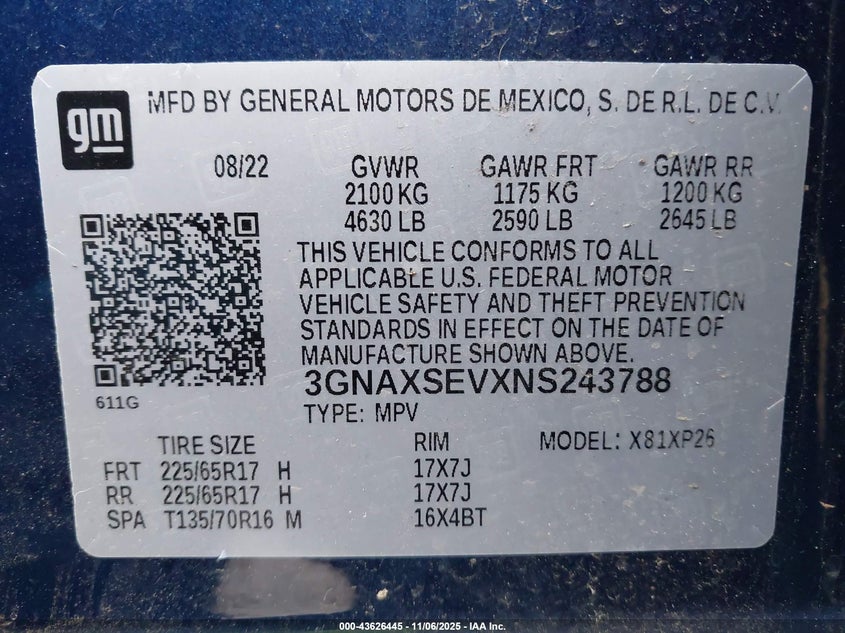 gm
MFD BY GENERAL MOTORS DE MEXICO, S. DE R.L. DE C.V.
08/22 GVWR GAWR FRT GAWR RR
2100 KG 1175 KG 1200 KG
4630 LB 2590 LB 2645 LB
THIS VEHICLE CONFORMS TO ALL
APPLICABLE U.S. FEDERAL MOTOR
VEHICLE SAFETY AND THEFT PREVENTION
STANDARDS IN EFFECT ON THE DATE OF
MANUFACTURE SHOWN ABOVE.
3GNAXSEVXNS243788
611G
TYPE: MPV
TIRE SIZE RIM MODEL: X81XP26
FRT 225/65R17 H 17X7J
RR 225/65R17 H 17X7J
SPA T135/70R16 M 16X4BT
000-43626445 - 11/06/2025 - IAA Inc.